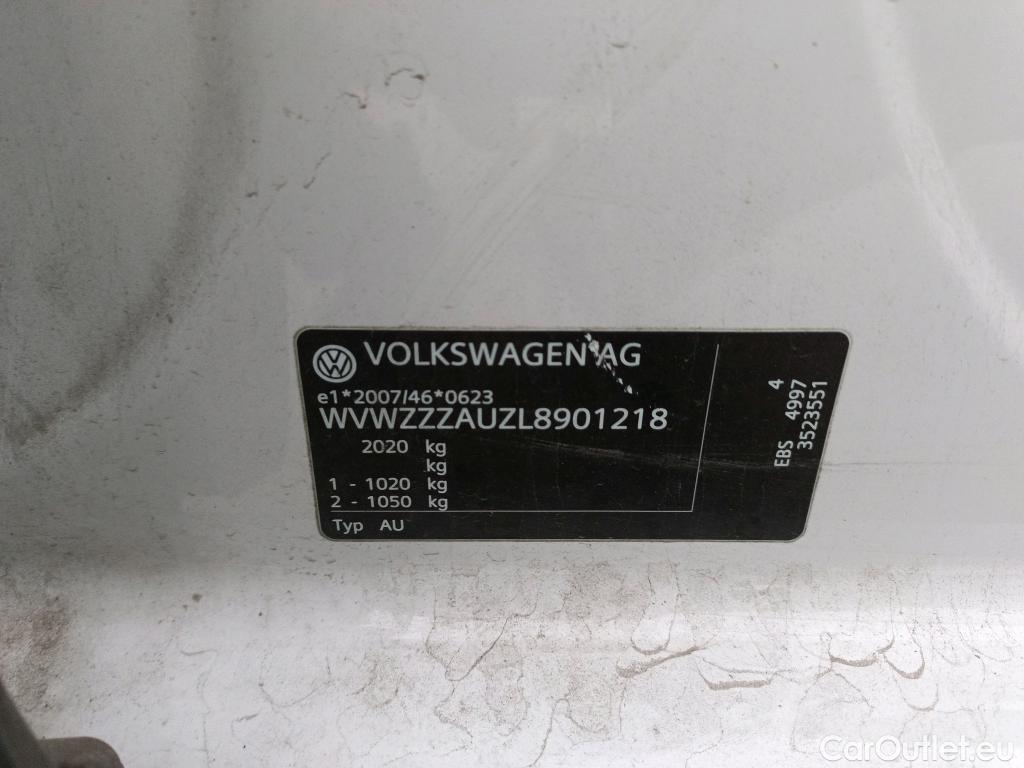 VOLKSWAGEN AG
e1*2007/46*0623
WVWZZZAUZL8901218
2020 kg
kg
1 - 1020 kg
2 - 1050 kg
Typ AU
4
EBS 4997
3523551
CarOutlet.eu